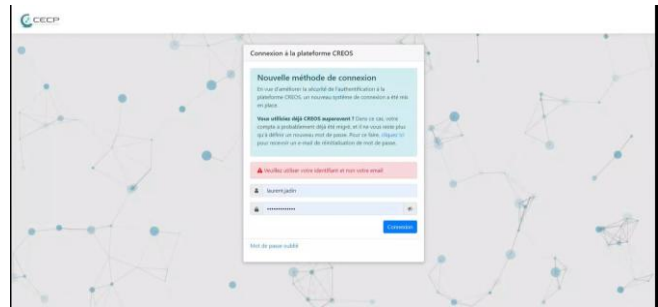 CECP
Connexion à la plateforme CREOS
Nouvelle méthode de connexion
En vue d'améliorer la sécurité de l'authentification à la
plateforme CREOS, un nouveau système de connexion a été mis
en place.
Vous utilisiez déjà CREOS auparavant ? Dans ce cas, votre
compte a probablement déjà été migré, et il ne vous reste plus
qu'à définir un nouveau mot de passe. Pour ce faire, cliquez ici
pour recevoir un e-mail de réinitialisation de mot de passe.
Veuillez utiliser votre identifiant et non votre email
Connexion
Mot de passe oublié